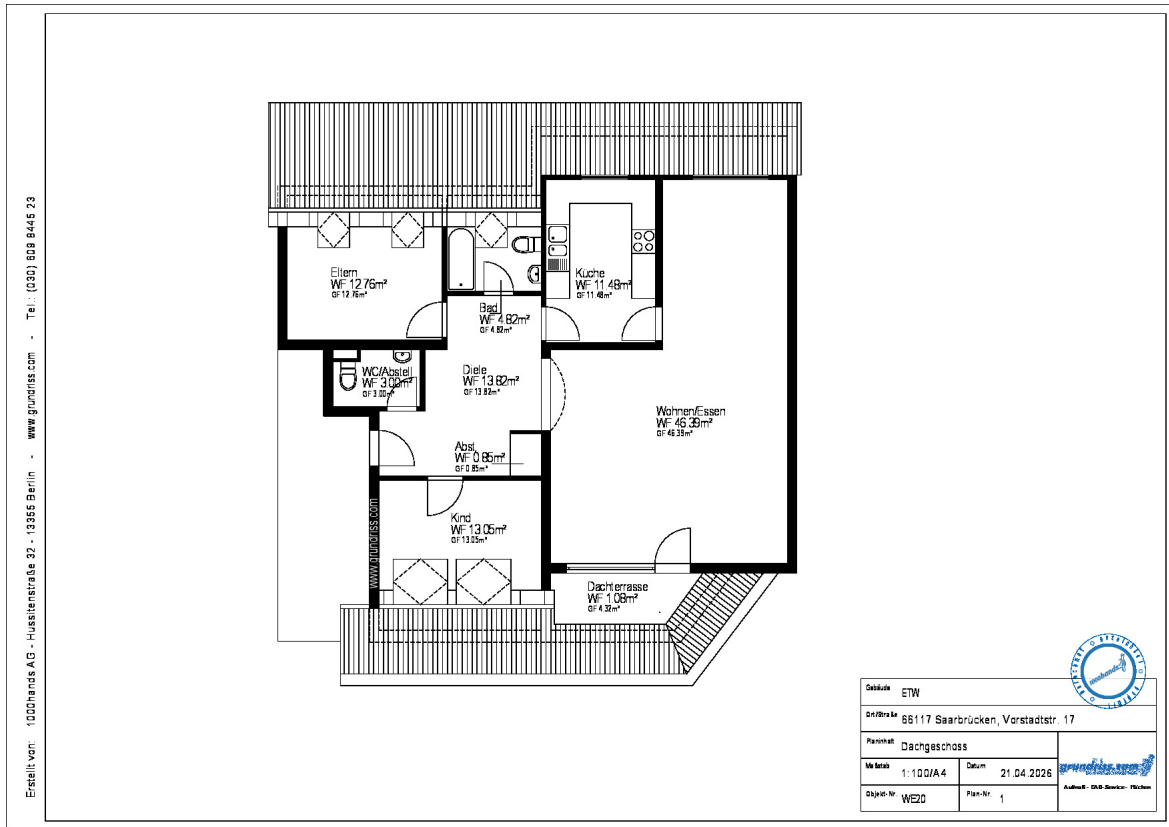 Erstellt von: 1000hands AG - Hussitenstraße 32 - 13355 Berlin - www.grundriss.com - Tel.: (030) 609 8445 23
Eltern
WF 12.76m²
GF 12.76m²
Bad
WF 4.82m²
GF 4.82m²
Küche
WF 11.48m²
GF 11.48m²
WC/Abstell
WF 3.00m²
GF 3.00m²
Diele
WF 13.82m²
GF 13.82m²
Wohnen/Essen
WF 46.39m²
GF 46.39m²
Abst.
WF 0.85m²
GF 0.85m²
Kind
WF 13.05m²
GF 13.05m²
www.grundriss.com
Dachterrasse
WF 1.08m²
GF 4.32m²
1000hands
Gebäude ETW
Ort/Straße 66117 Saarbrücken, Vorstadtstr. 17
Planinhalt Dachgeschoss
Maßstab 1:100/A4 Datum 21.04.2026
Objekt-Nr. WE20 Plan-Nr. 1
grundriss.com
Aufmaß - CAD-Service - Flächen